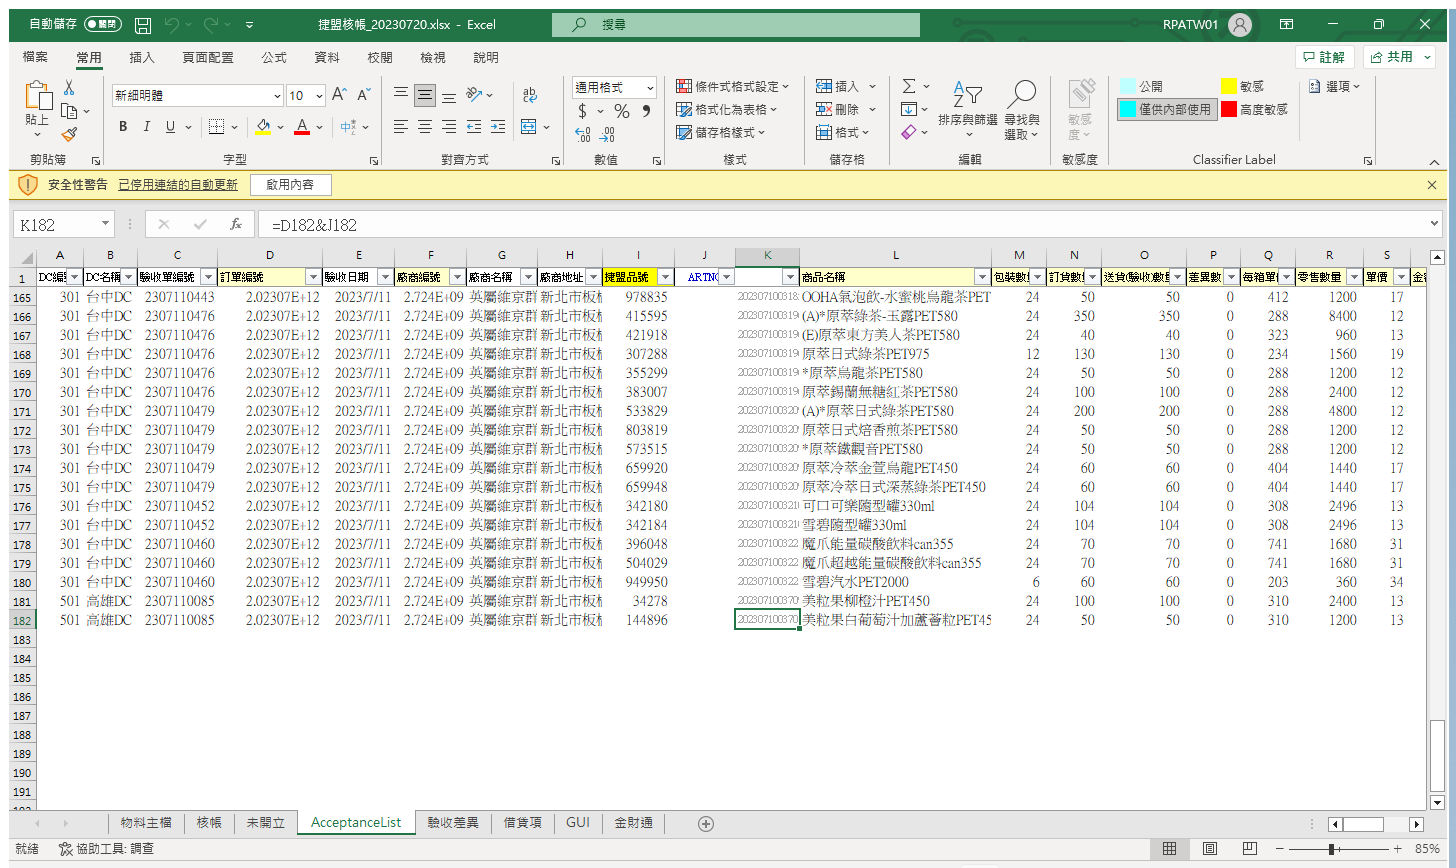 自動儲存 關閉 捷盟核帳_20230720.xlsx - Excel 搜尋 RPATW01
檔案 常用 插入 頁面配置 公式 資料 校閱 檢視 說明 註解 共用
貼上 新細明體 10 A A 通用格式 條件式格式設定 插入 公開 敏感 選項
B I U $ % 格式化為表格 刪除 排序與篩選 尋找與選取 敏感度 僅供內部使用 高度敏感
儲存格樣式 格式
剪貼簿 字型 對齊方式 數值 樣式 儲存格 編輯 敏感度 Classifier Label
安全性警告 已停用連結的自動更新 啟用內容
K182 fx =D182&J182
A B C D E F G H I J K L M N O P Q R S
1 DC編 DC名稱 驗收單編號 訂單編號 驗收日期 廠商編號 廠商名稱 廠商地址 捷盟品號 ARTNO 商品名稱 包裝數 訂貨數 送貨(驗收)數 差異數 每箱單 零售數量 單價
165 301 台中DC 2307110443 2.02307E+12 2023/7/11 2.724E+09 英屬維京群 新北市板 978835 OOHA氣泡飲-水蜜桃烏龍茶PET 24 50 50 0 412 1200 17
166 301 台中DC 2307110476 2.02307E+12 2023/7/11 2.724E+09 英屬維京群 新北市板 415595 (A)*原萃綠茶-玉露PET580 24 350 350 0 288 8400 12
167 301 台中DC 2307110476 2.02307E+12 2023/7/11 2.724E+09 英屬維京群 新北市板 421918 (E)原萃東方美人茶PET580 24 40 40 0 323 960 13
168 301 台中DC 2307110476 2.02307E+12 2023/7/11 2.724E+09 英屬維京群 新北市板 307288 原萃日式綠茶PET975 12 130 130 0 234 1560 19
169 301 台中DC 2307110476 2.02307E+12 2023/7/11 2.724E+09 英屬維京群 新北市板 355299 *原萃烏龍茶PET580 24 50 50 0 288 1200 12
170 301 台中DC 2307110476 2.02307E+12 2023/7/11 2.724E+09 英屬維京群 新北市板 383007 原萃錫蘭無糖紅茶PET580 24 100 100 0 288 2400 12
171 301 台中DC 2307110479 2.02307E+12 2023/7/11 2.724E+09 英屬維京群 新北市板 533829 (A)*原萃日式綠茶PET580 24 200 200 0 288 4800 12
172 301 台中DC 2307110479 2.02307E+12 2023/7/11 2.724E+09 英屬維京群 新北市板 803819 原萃日式焙香煎茶PET580 24 50 50 0 288 1200 12
173 301 台中DC 2307110479 2.02307E+12 2023/7/11 2.724E+09 英屬維京群 新北市板 573515 *原萃鐵觀音PET580 24 50 50 0 288 1200 12
174 301 台中DC 2307110479 2.02307E+12 2023/7/11 2.724E+09 英屬維京群 新北市板 659920 原萃冷萃金萱烏龍PET450 24 60 60 0 404 1440 17
175 301 台中DC 2307110479 2.02307E+12 2023/7/11 2.724E+09 英屬維京群 新北市板 659948 原萃冷萃日式深蒸綠茶PET450 24 60 60 0 404 1440 17
176 301 台中DC 2307110452 2.02307E+12 2023/7/11 2.724E+09 英屬維京群 新北市板 342180 可口可樂隨型罐330ml 24 104 104 0 308 2496 13
177 301 台中DC 2307110452 2.02307E+12 2023/7/11 2.724E+09 英屬維京群 新北市板 342184 雪碧隨型罐330ml 24 104 104 0 308 2496 13
178 301 台中DC 2307110460 2.02307E+12 2023/7/11 2.724E+09 英屬維京群 新北市板 396048 202307100322 魔爪能量碳酸飲料can355 24 70 70 0 741 1680 31
179 301 台中DC 2307110460 2.02307E+12 2023/7/11 2.724E+09 英屬維京群 新北市板 504029 202307100322 魔爪超越能量碳酸飲料can355 24 70 70 0 741 1680 31
180 301 台中DC 2307110460 2.02307E+12 2023/7/11 2.724E+09 英屬維京群 新北市板 949950 202307100322 雪碧汽水PET2000 6 60 60 0 203 360 34
181 501 高雄DC 2307110085 2.02307E+12 2023/7/11 2.724E+09 英屬維京群 新北市板 34278 美粒果柳橙汁PET450 24 100 100 0 310 2400 13
182 501 高雄DC 2307110085 2.02307E+12 2023/7/11 2.724E+09 英屬維京群 新北市板 144896 美粒果白葡萄汁加蘆薈粒PET45 24 50 50 0 310 1200 13
183
184
185
186
187
188
189
190
191
物料主檔 核帳 未開立 AcceptanceList 驗收差異 借貨項 GUI 金財通
就緒 協助工具: 調查 85%